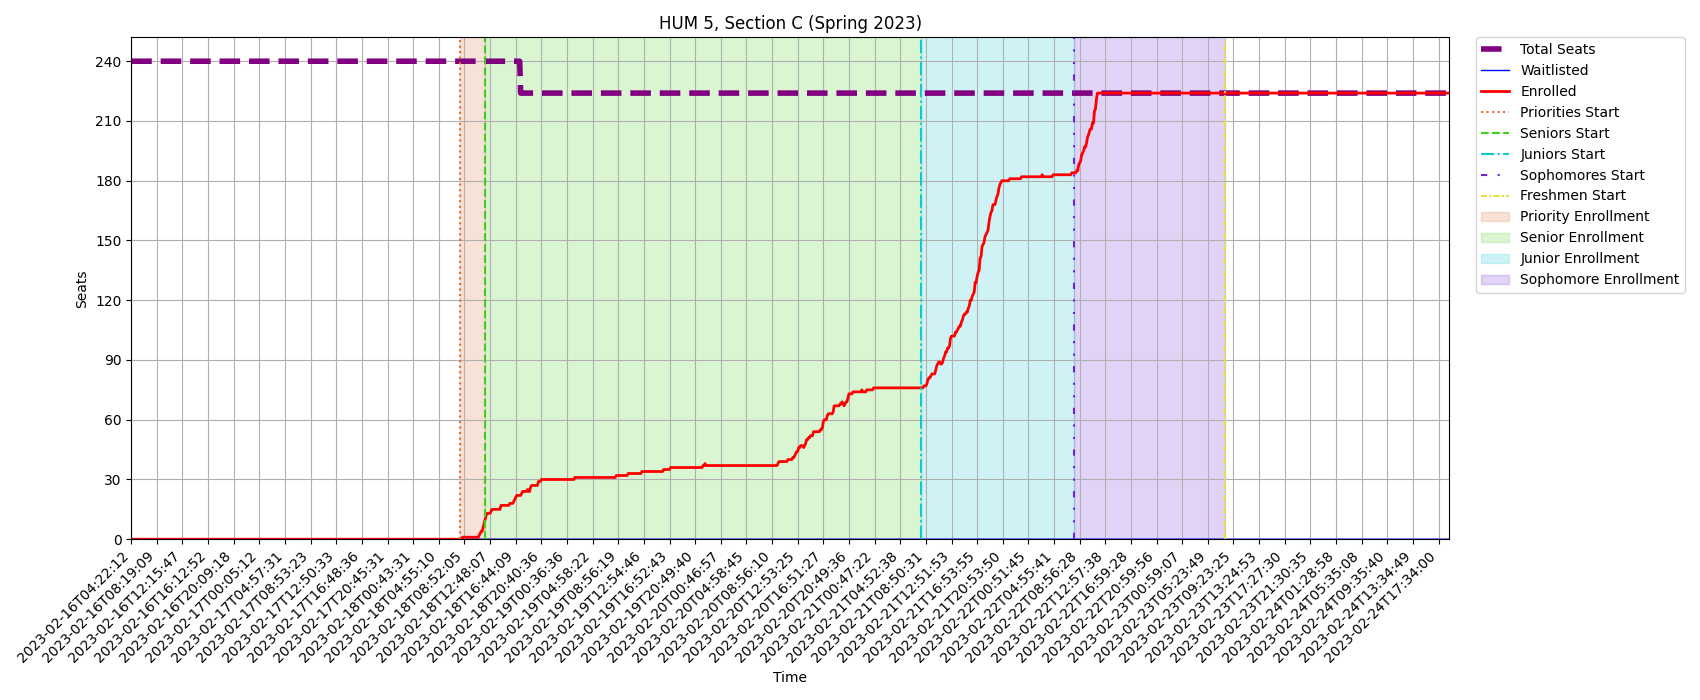 HUM 5, Section C (Spring 2023)
Seats
240
210
180
150
120
90
60
30
0
2023-02-16T04:22:12
2023-02-16T08:19:09
2023-02-16T12:15:47
2023-02-16T16:12:52
2023-02-16T20:09:18
2023-02-17T00:05:12
2023-02-17T04:57:31
2023-02-17T08:53:23
2023-02-17T12:50:33
2023-02-17T16:48:36
2023-02-17T20:45:31
2023-02-18T00:43:31
2023-02-18T04:55:10
2023-02-18T08:52:05
2023-02-18T12:48:07
2023-02-18T16:44:09
2023-02-18T20:40:36
2023-02-19T00:36:36
2023-02-19T04:58:22
2023-02-19T08:56:19
2023-02-19T12:54:46
2023-02-19T16:52:43
2023-02-19T20:49:40
2023-02-20T00:46:57
2023-02-20T04:58:45
2023-02-20T08:56:10
2023-02-20T12:53:25
2023-02-20T16:51:27
2023-02-20T20:49:36
2023-02-21T00:47:22
2023-02-21T04:52:38
2023-02-21T08:50:31
2023-02-21T12:51:53
2023-02-21T16:53:55
2023-02-21T20:53:50
2023-02-22T00:51:45
2023-02-22T04:55:41
2023-02-22T08:56:28
2023-02-22T12:57:38
2023-02-22T16:59:28
2023-02-22T20:59:56
2023-02-23T00:59:07
2023-02-23T05:23:49
2023-02-23T09:23:25
2023-02-23T13:24:53
2023-02-23T17:27:30
2023-02-23T21:30:35
2023-02-24T01:28:58
2023-02-24T05:35:08
2023-02-24T09:35:40
2023-02-24T13:34:49
2023-02-24T17:34:00
Time
Total Seats
Waitlisted
Enrolled
Priorities Start
Seniors Start
Juniors Start
Sophomores Start
Freshmen Start
Priority Enrollment
Senior Enrollment
Junior Enrollment
Sophomore Enrollment